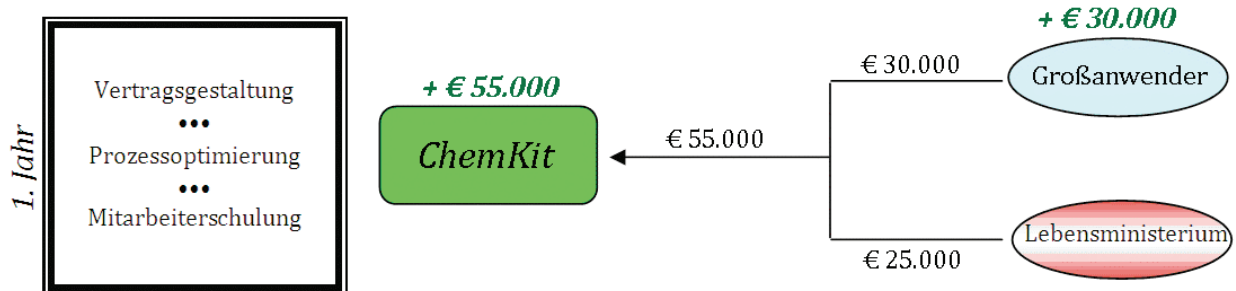 1. Jahr
Vertragsgestaltung
•••
Prozessoptimierung
•••
Mitarbeiterschulung
+ € 55.000
ChemKit
€ 55.000
+ € 30.000
€ 30.000
Großanwender
Lebensministerium
€ 25.000